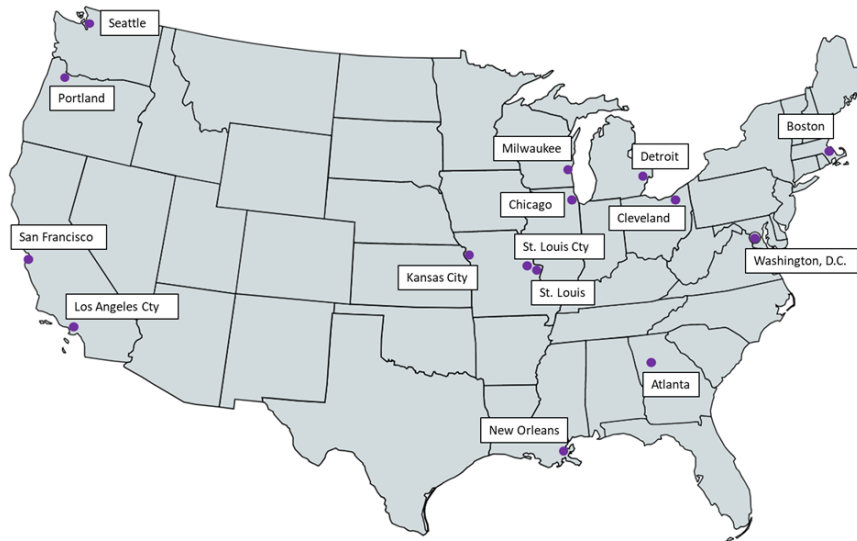 Seattle
Portland
Boston
Milwaukee
Detroit
Chicago
Cleveland
San Francisco
St. Louis Cty
Washington, D.C.
Kansas City
St. Louis
Los Angeles Cty
Atlanta
New Orleans